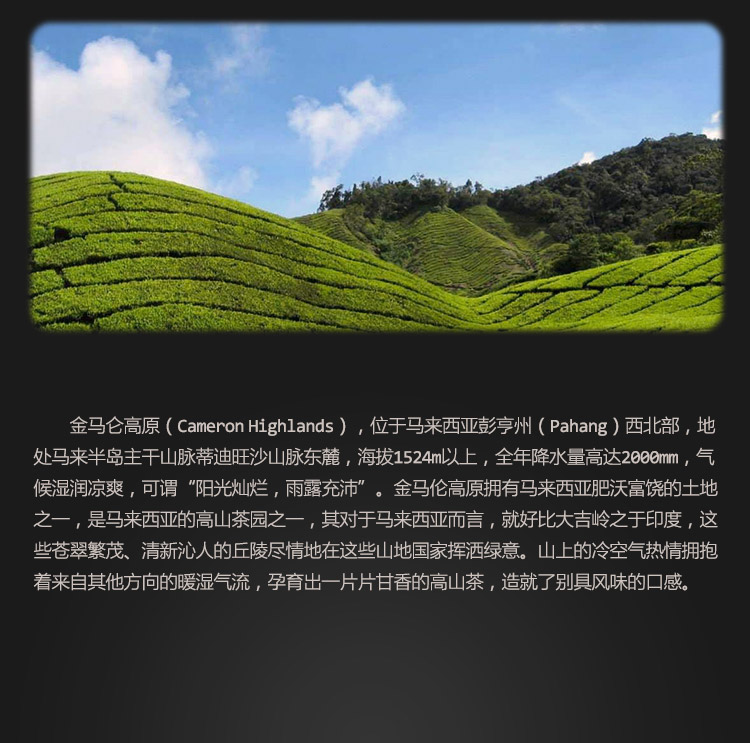 金马仑高原（Cameron Highlands），位于马来西亚彭亨州（Pahang）西北部，地
处马来半岛主干山脉蒂迪旺沙山脉东麓，海拔1524m以上，全年降水量高达2000mm，气
候湿润凉爽，可谓“阳光灿烂，雨露充沛”。金马伦高原拥有马来西亚肥沃富饶的土地
之一，是马来西亚的高山茶园之一，其对于马来西亚而言，就好比大吉岭之于印度，这
些苍翠繁茂、清新沁人的丘陵尽情地在这些山地国家挥洒绿意。山上的冷空气热情拥抱
着来自其他方向的暖湿气流，孕育出一片片甘香的高山茶，造就了别具风味的口感。